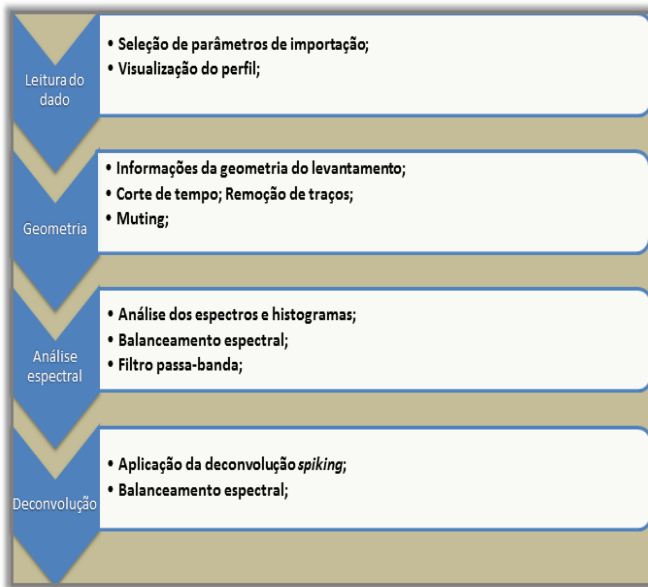 Leitura do
dado
• Seleção de parâmetros de importação;
• Visualização do perfil;
Geometria
• Informações da geometria do levantamento;
• Corte de tempo; Remoção de traços;
• Muting;
Análise
espectral
• Análise dos espectros e histogramas;
• Balanceamento espectral;
• Filtro passa-banda;
Deconvolução
• Aplicação da deconvolução spiking;
• Balanceamento espectral;